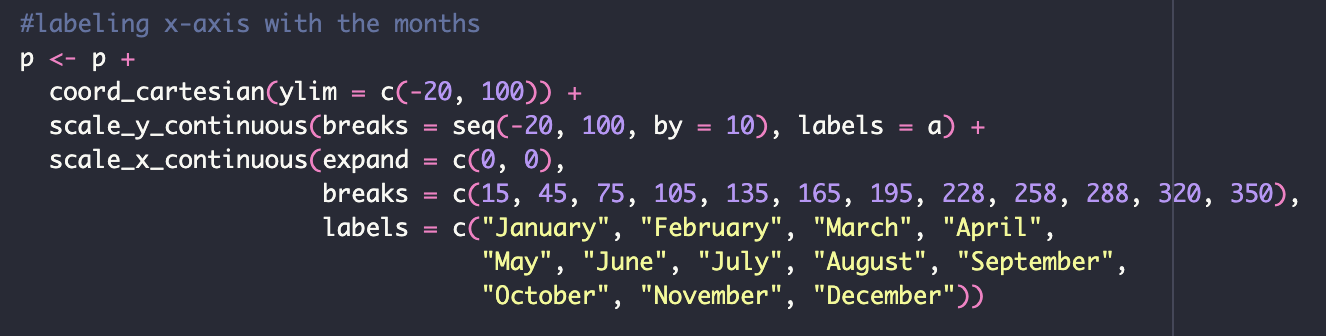 #labeling x-axis with the months
p <- p +
  coord_cartesian(ylim = c(-20, 100)) +
  scale_y_continuous(breaks = seq(-20, 100, by = 10), labels = a) +
  scale_x_continuous(expand = c(0, 0),
                     breaks = c(15, 45, 75, 105, 135, 165, 195, 228, 258, 288, 320, 350),
                     labels = c("January", "February", "March", "April",
                                "May", "June", "July", "August", "September",
                                "October", "November", "December"))